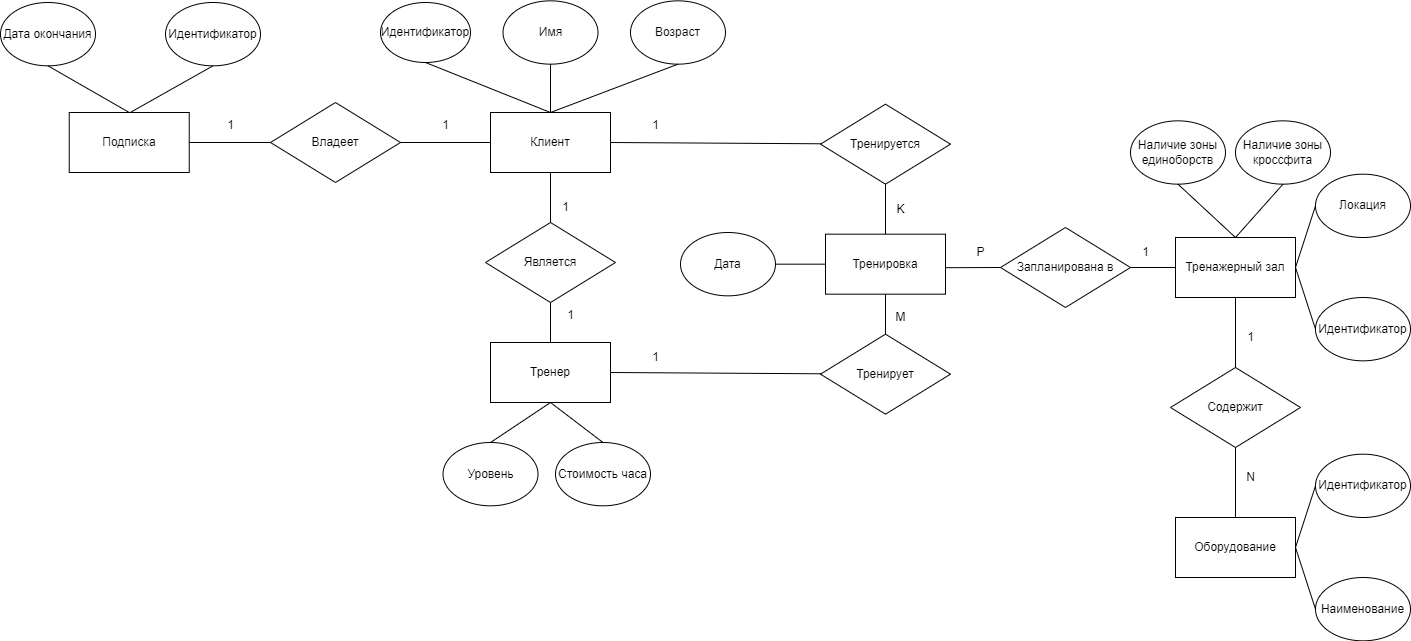 Дата окончания
Идентификатор
Идентификатор
Имя
Возраст
Подписка
1
Владеет
1
Клиент
1
Тренируется
Наличие зоны
единоборств
Наличие зоны
кроссфита
Локация
1
К
Является
Дата
Тренировка
Р
Запланирована в
1
Тренажерный зал
Идентификатор
1
М
1
Тренер
1
Тренирует
Содержит
Уровень
Стоимость часа
N
Идентификатор
Оборудование
Наименование